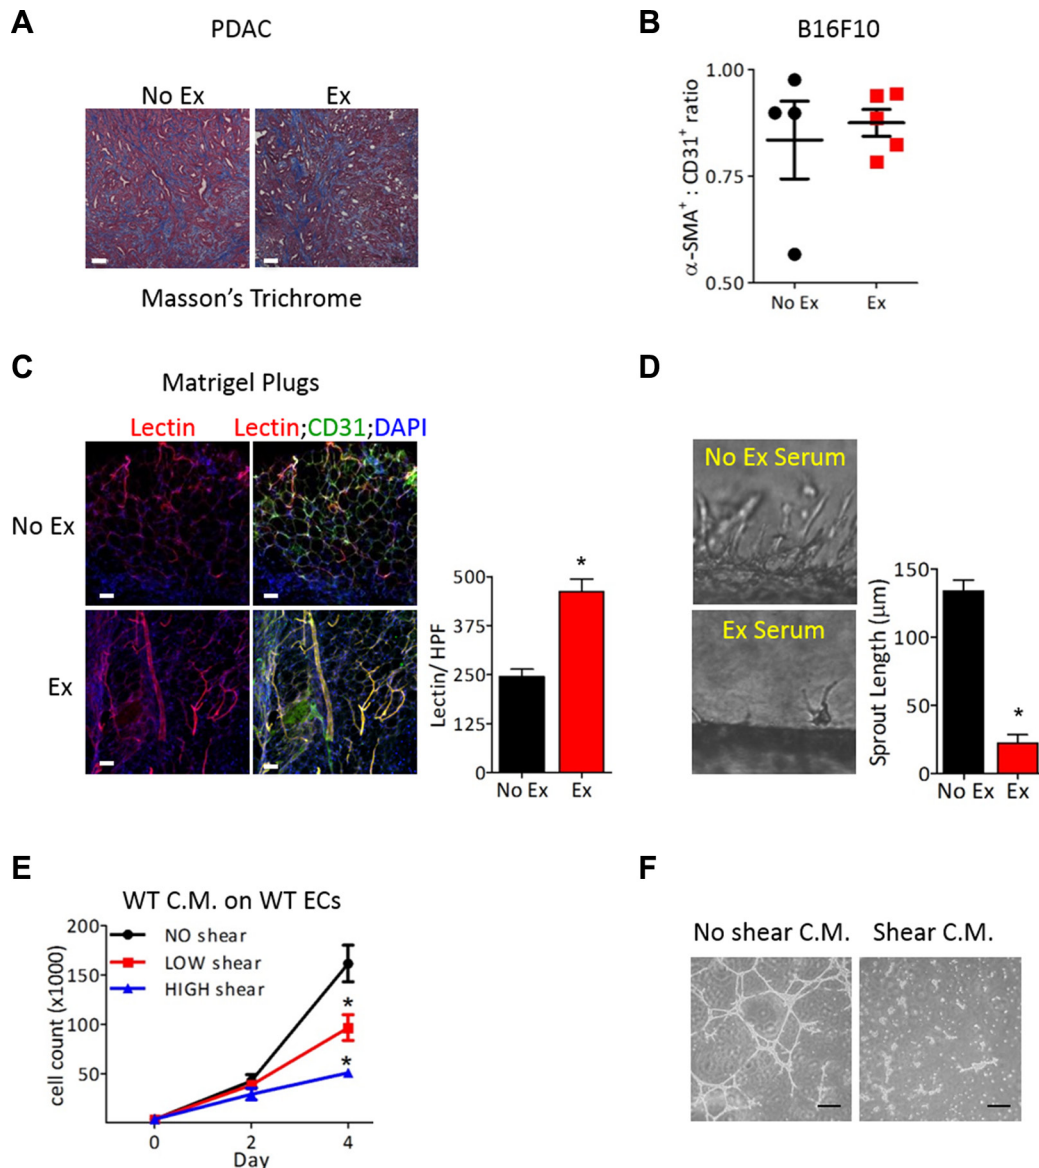 A
PDAC
No Ex Ex
Masson's Trichrome
B
B16F10
α-SMA⁺ : CD31⁺ ratio
1.00
0.75
0.50
No Ex Ex
C
Matrigel Plugs
Lectin Lectin;CD31;DAPI
No Ex
Ex
Lectin/ HPF
500
375
250
125
0
*
No Ex Ex
D
No Ex Serum
Ex Serum
Sprout Length (μm)
150
100
50
0
*
No Ex Ex
E
WT C.M. on WT ECs
NO shear
LOW shear
HIGH shear
cell count (x1000)
200
150
100
50
*
*
0 2 4
Day
F
No shear C.M. Shear C.M.